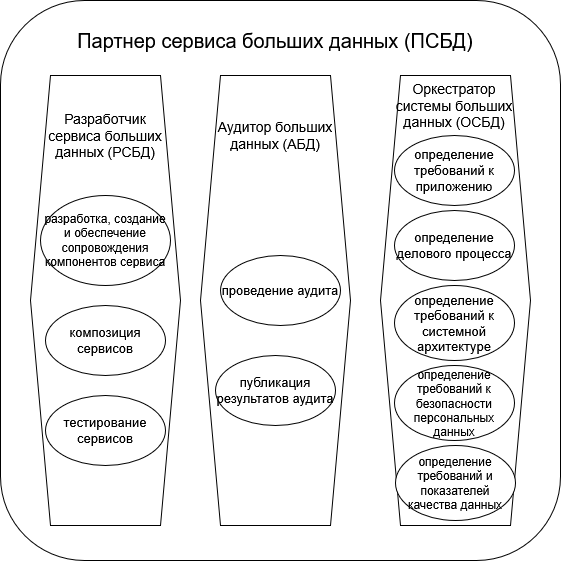 Партнер сервиса больших данных (ПСБД)
Разработчик
сервиса больших
данных (РСБД)
разработка, создание
и обеспечение
сопровождения
компонентов сервиса
композиция
сервисов
тестирование
сервисов
Аудитор больших
данных (АБД)
проведение аудита
публикация
результатов аудита
Оркестратор
системы больших
данных (ОСБД)
определение
требований к
приложению
определение
делового процесса
определение
требований к
системной
архитектуре
определение
требований к
безопасности
персональных
данных
определение
требований и
показателей
качества данных